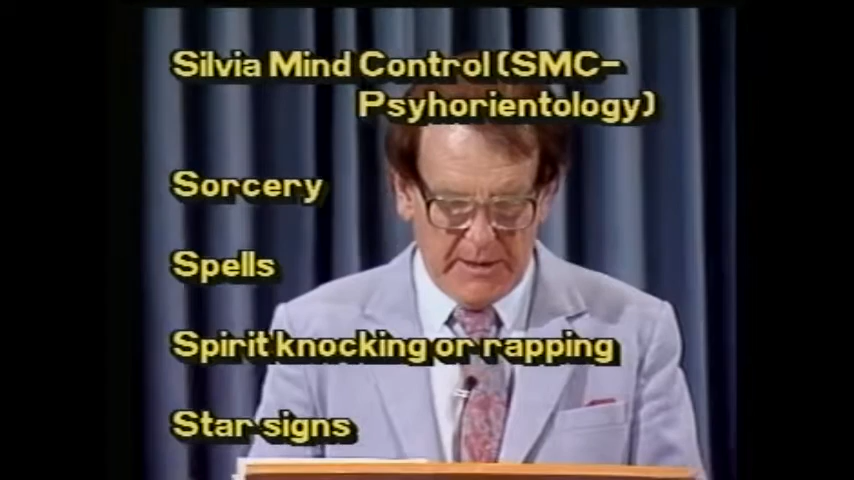 Silvia Mind Control (SMC-
Psyhorientology)
Sorcery
Spells
Spirit knocking or rapping
Star signs